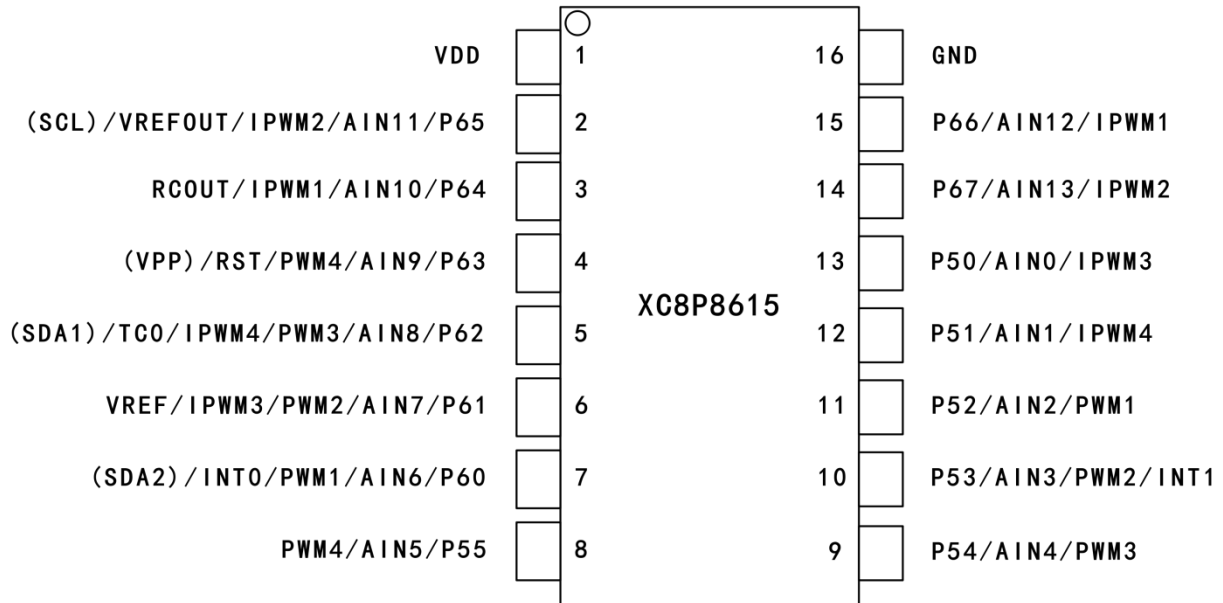 VDD 1 16 GND
(SCL)/VREFOUT/IPWM2/AIN11/P65 2 15 P66/AIN12/IPWM1
RCOUT/IPWM1/AIN10/P64 3 14 P67/AIN13/IPWM2
(VPP)/RST/PWM4/AIN9/P63 4 13 P50/AIN0/IPWM3
XC8P8615
(SDA1)/TC0/IPWM4/PWM3/AIN8/P62 5 12 P51/AIN1/IPWM4
VREF/IPWM3/PWM2/AIN7/P61 6 11 P52/AIN2/PWM1
(SDA2)/INT0/PWM1/AIN6/P60 7 10 P53/AIN3/PWM2/INT1
PWM4/AIN5/P55 8 9 P54/AIN4/PWM3